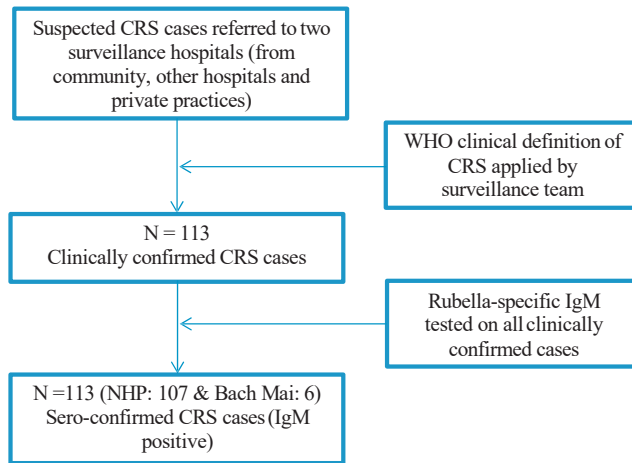 Suspected CRS cases referred to two
surveillance hospitals (from
community, other hospitals and
private practices)
WHO clinical definition of
CRS applied by
surveillance team
N = 113
Clinically confirmed CRS cases
Rubella-specific IgM
tested on all clinically
confirmed cases
N =113 (NHP: 107 & Bach Mai: 6)
Sero-confirmed CRS cases (IgM
positive)